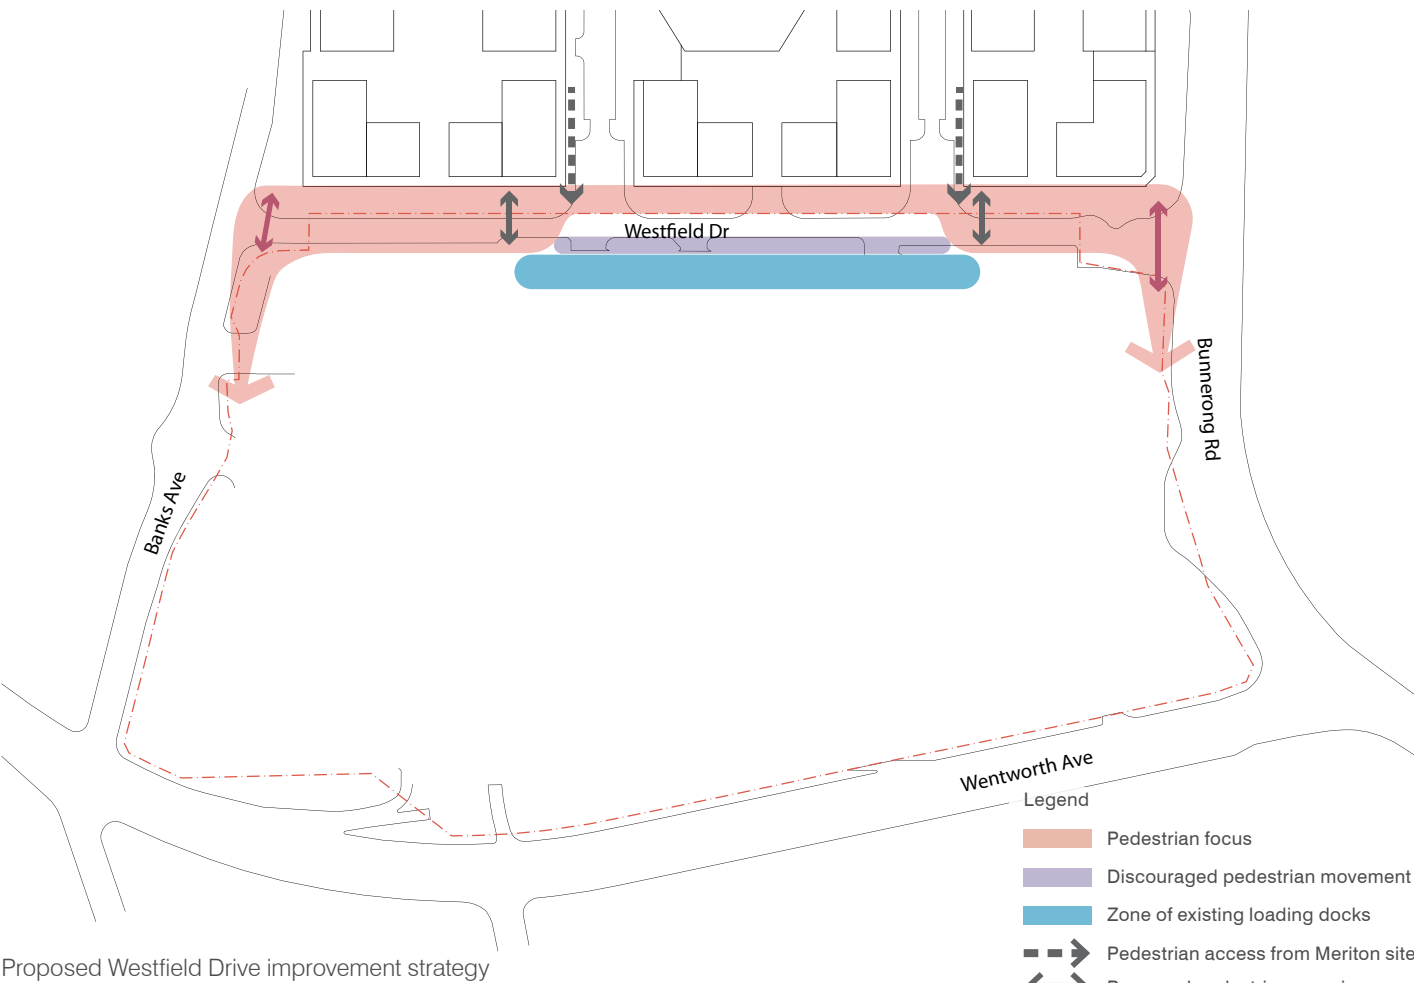 Westfield Dr
Bunnerong Rd
Banks Ave
Wentworth Ave
Legend
Pedestrian focus
Discouraged pedestrian movement
Zone of existing loading docks
Pedestrian access from Meriton site
Proposed Westfield Drive improvement strategy